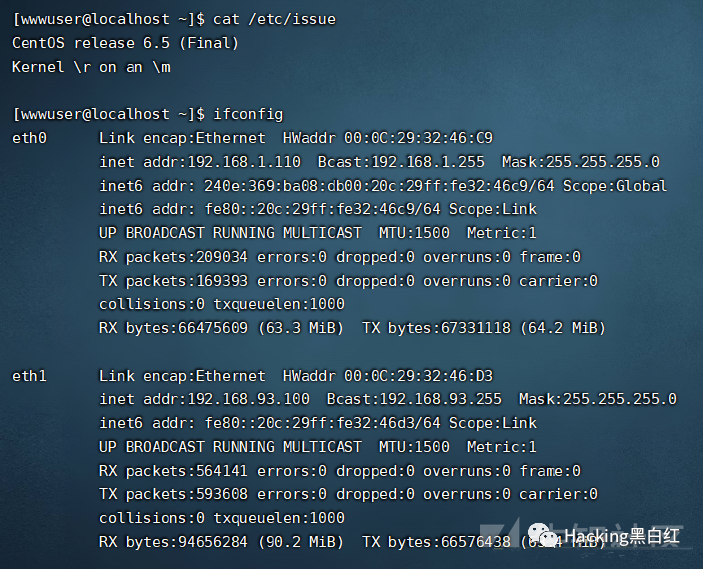 [wwwuser@localhost ~]$ cat /etc/issue
CentOS release 6.5 (Final)
Kernel \r on an \m
[wwwuser@localhost ~]$ ifconfig
eth0 Link encap:Ethernet HWaddr 00:0C:29:32:46:C9
inet addr:192.168.1.110 Bcast:192.168.1.255 Mask:255.255.255.0
inet6 addr: 240e:369:ba08:db00:20c:29ff:fe32:46c9/64 Scope:Global
inet6 addr: fe80::20c:29ff:fe32:46c9/64 Scope:Link
UP BROADCAST RUNNING MULTICAST MTU:1500 Metric:1
RX packets:209034 errors:0 dropped:0 overruns:0 frame:0
TX packets:169393 errors:0 dropped:0 overruns:0 carrier:0
collisions:0 txqueuelen:1000
RX bytes:66475609 (63.3 MiB) TX bytes:67331118 (64.2 MiB)
eth1 Link encap:Ethernet HWaddr 00:0C:29:32:46:D3
inet addr:192.168.93.100 Bcast:192.168.93.255 Mask:255.255.255.0
inet6 addr: fe80::20c:29ff:fe32:46d3/64 Scope:Link
UP BROADCAST RUNNING MULTICAST MTU:1500 Metric:1
RX packets:564141 errors:0 dropped:0 overruns:0 frame:0
TX packets:593608 errors:0 dropped:0 overruns:0 carrier:0
collisions:0 txqueuelen:1000
RX bytes:94656284 (90.2 MiB) TX bytes:66576438
Hacking黑白红